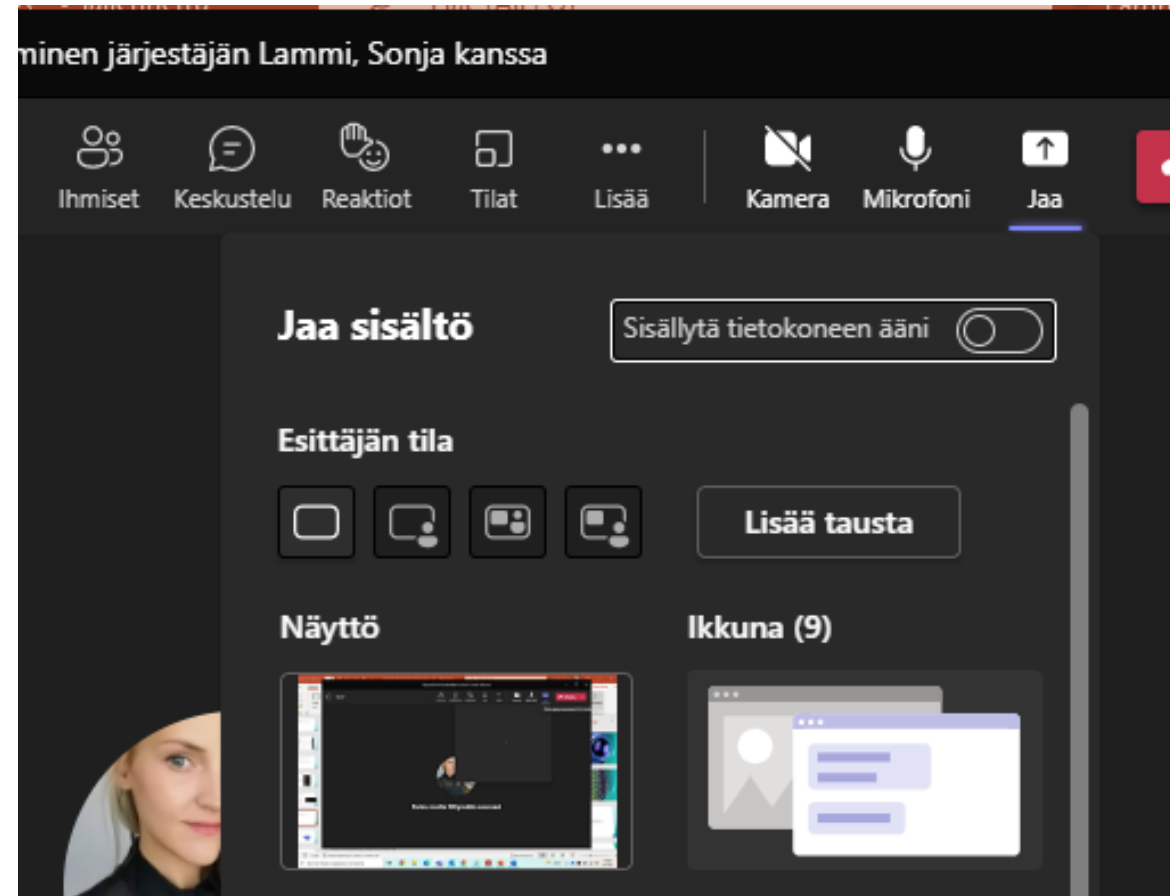 minen järjestäjän Lammi, Sonja kanssa
Ihmiset Keskustelu Reaktiot Tilat Lisää Kamera Mikrofoni Jaa
Jaa sisältö Sisällytä tietokoneen ääni
Esittäjän tila
Lisää tausta
Näyttö Ikkuna (9)